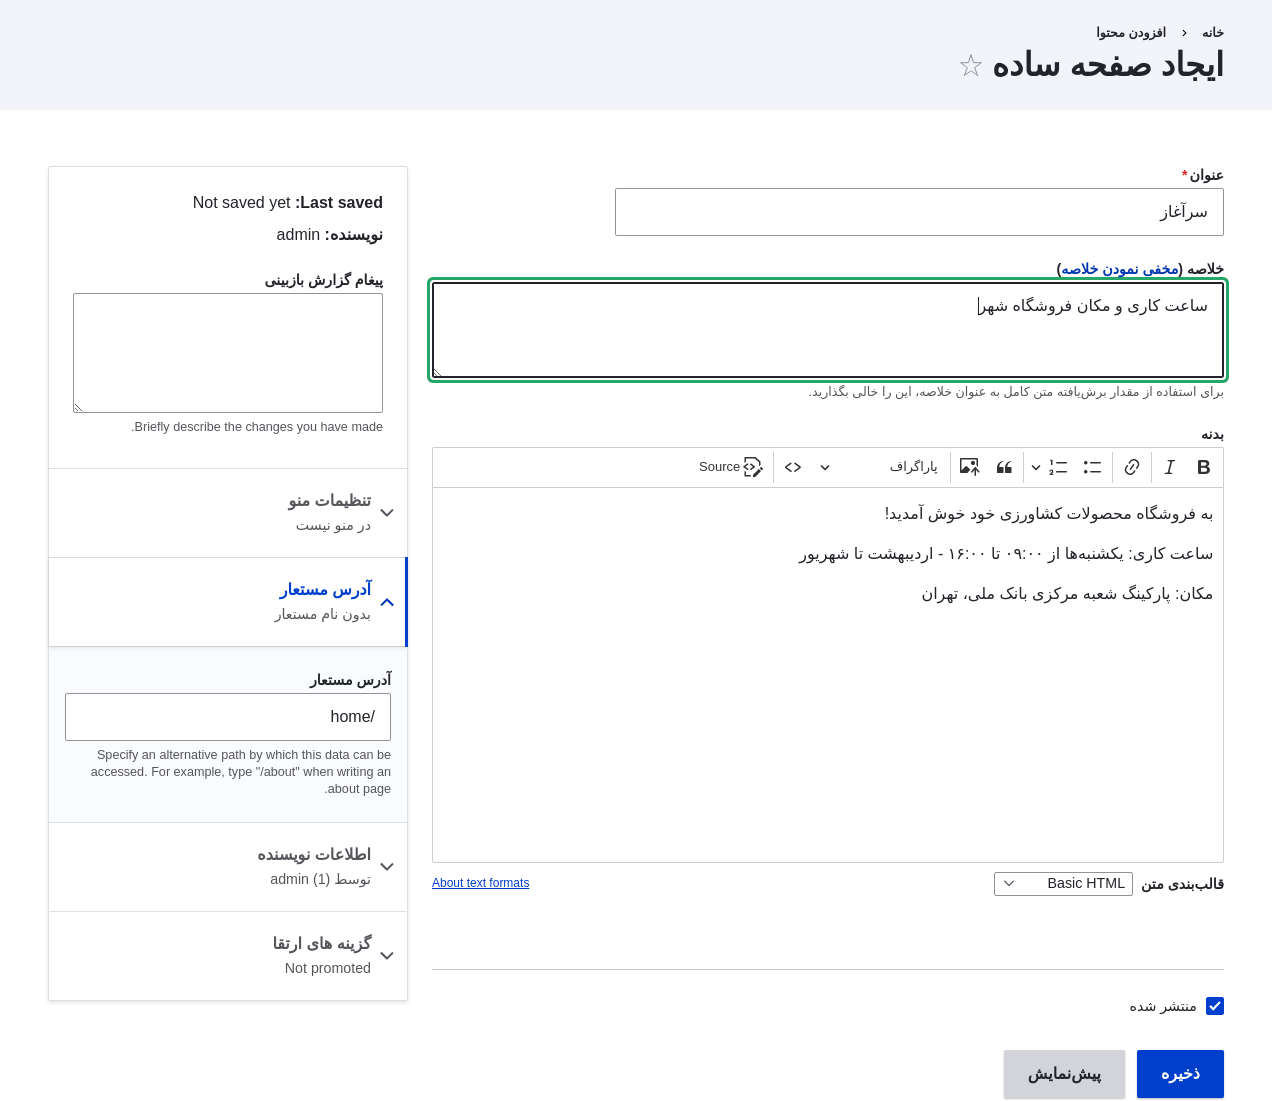 خانه › افزودن محتوا
ایجاد صفحه ساده ☆
عنوان *
سرآغاز
خلاصه (مخفی نمودن خلاصه)
ساعت کاری و مکان فروشگاه شهر
برای استفاده از مقدار برش‌یافته متن کامل به عنوان خلاصه، این را خالی بگذارید.
بدنه
B I پاراگراف Source
به فروشگاه محصولات کشاورزی خود خوش آمدید!
ساعت کاری: یکشنبه‌ها از ۰۹:۰۰ تا ۱۶:۰۰ - اردیبهشت تا شهریور
مکان: پارکینگ شعبه مرکزی بانک ملی، تهران
قالب‌بندی متن Basic HTML
About text formats
منتشر شده
ذخیره
پیش‌نمایش
Last saved: Not saved yet
نویسنده: admin
پیغام گزارش بازبینی
Briefly describe the changes you have made.
تنظیمات منو
در منو نیست
آدرس مستعار
بدون نام مستعار
آدرس مستعار
/home
Specify an alternative path by which this data can be
accessed. For example, type "/about" when writing an
about page.
اطلاعات نویسنده
توسط admin (1)
گزینه های ارتقا
Not promoted